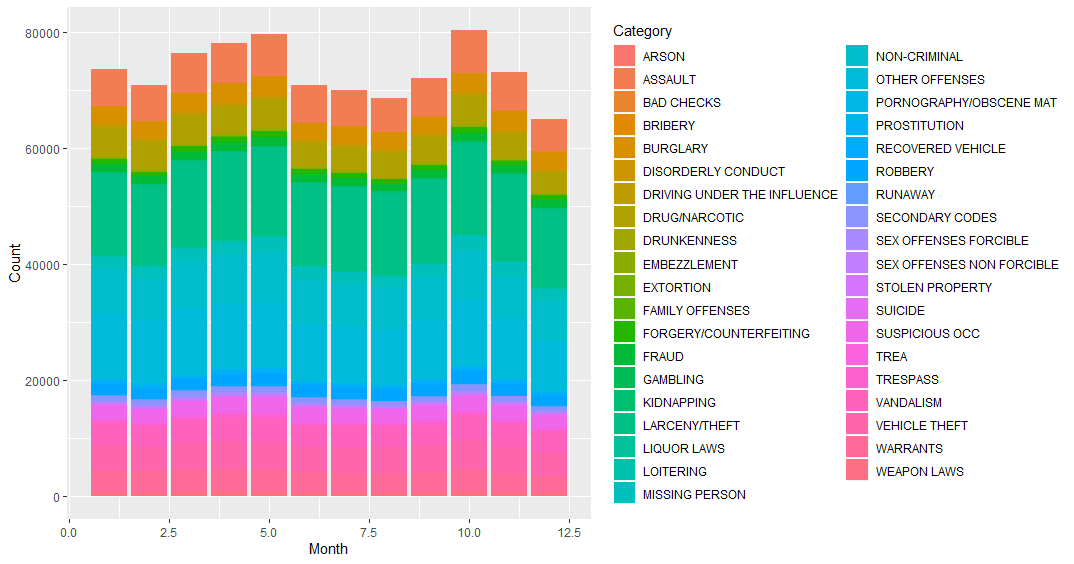 80000
60000
40000
20000
0
Count
0.0
2.5
5.0
7.5
10.0
12.5
Month
Category
ARSON
ASSAULT
BAD CHECKS
BRIBERY
BURGLARY
DISORDERLY CONDUCT
DRIVING UNDER THE INFLUENCE
DRUG/NARCOTIC
DRUNKENNESS
EMBEZZLEMENT
EXTORTION
FAMILY OFFENSES
FORGERY/COUNTERFEITING
FRAUD
GAMBLING
KIDNAPPING
LARCENY/THEFT
LIQUOR LAWS
LOITERING
MISSING PERSON
NON-CRIMINAL
OTHER OFFENSES
PORNOGRAPHY/OBSCENE MAT
PROSTITUTION
RECOVERED VEHICLE
ROBBERY
RUNAWAY
SECONDARY CODES
SEX OFFENSES FORCIBLE
SEX OFFENSES NON FORCIBLE
STOLEN PROPERTY
SUICIDE
SUSPICIOUS OCC
TREA
TRESPASS
VANDALISM
VEHICLE THEFT
WARRANTS
WEAPON LAWS